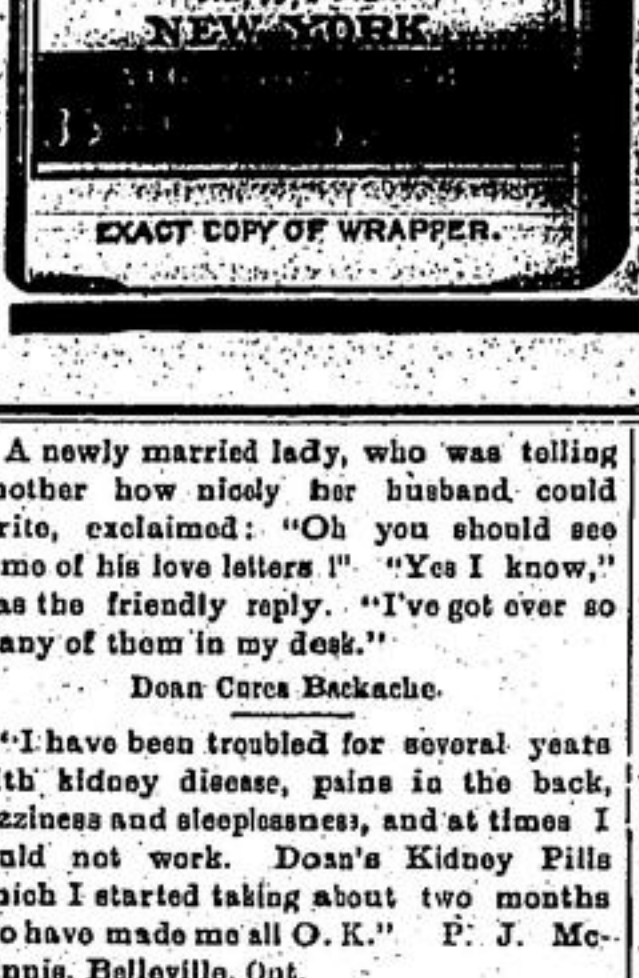 NEW YORK.
EXACT COPY OF WRAPPER.
A newly married lady, who was telling
nother how nicely her husband could
rite, exclaimed: "Oh you should see
me of his love letters!" "Yes I know,"
as the friendly reply. "I've got over so
any of them in my desk."
Doan Cures Backache.
"I have been troubled for several years
ith kidney disease, pains in the back,
zziness and sleeplessness, and at times I
uld not work. Doan's Kidney Pills
hich I started taking about two months
o have made me all O. K." P. J. Mc-
nnis, Belleville, Ont.